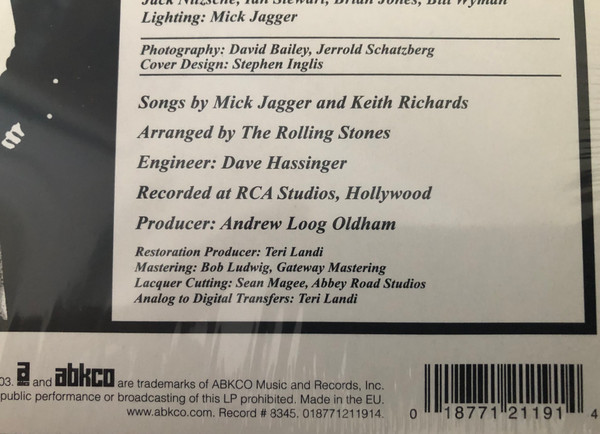 Jack Nitzsche, Ian Stewart, Brian Jones, Bill Wyman
Lighting: Mick Jagger
Photography: David Bailey, Jerrold Schatzberg
Cover Design: Stephen Inglis
Songs by Mick Jagger and Keith Richards
Arranged by The Rolling Stones
Engineer: Dave Hassinger
Recorded at RCA Studios, Hollywood
Producer: Andrew Loog Oldham
Restoration Producer: Teri Landi
Mastering: Bob Ludwig, Gateway Mastering
Lacquer Cutting: Sean Magee, Abbey Road Studios
Analog to Digital Transfers: Teri Landi
03. a and abkco are trademarks of ABKCO Music and Records, Inc.
public performance or broadcasting of this LP prohibited. Made in the EU.
www.abkco.com. Record # 8345. 018771211914.
0 18771 21191 4